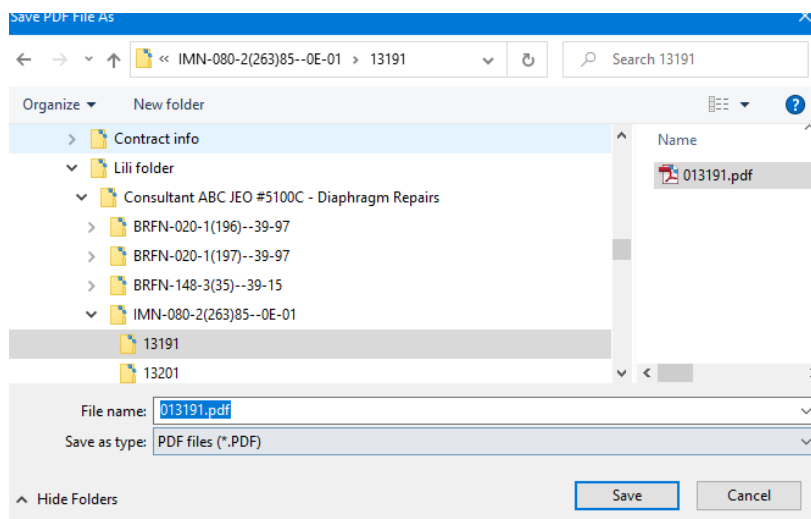 Save PDF File As
« IMN-080-2(263)85--0E-01 › 13191 Search 13191
Organize New folder
Contract info
Name
Lili folder
013191.pdf
Consultant ABC JEO #5100C - Diaphragm Repairs
BRFN-020-1(196)--39-97
BRFN-020-1(197)--39-97
BRFN-148-3(35)--39-15
IMN-080-2(263)85--0E-01
13191
13201
File name: 013191.pdf
Save as type: PDF files (*.PDF)
Hide Folders Save Cancel